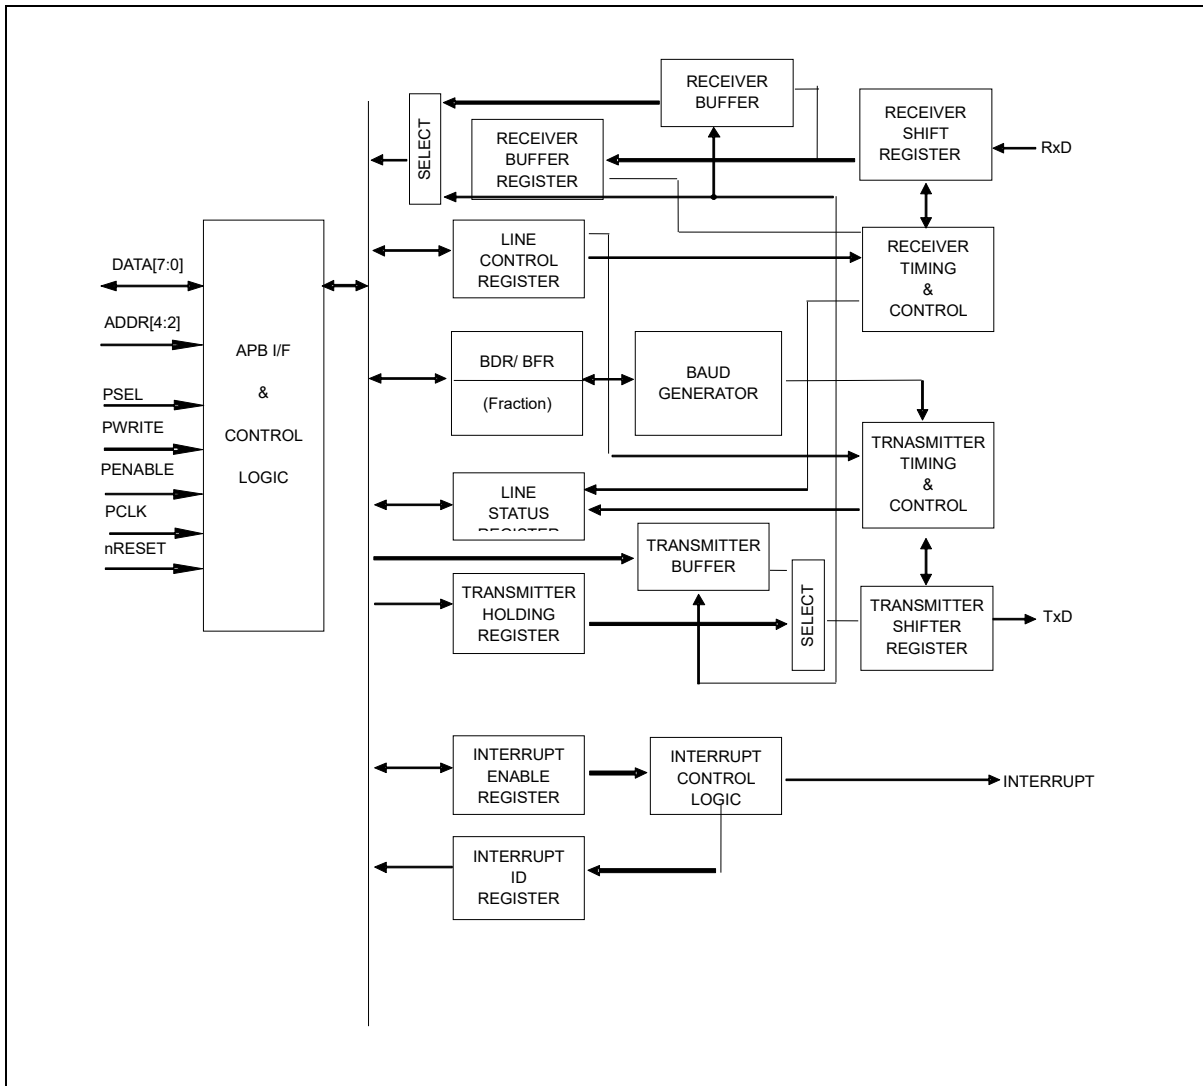 RECEIVER
BUFFER
SELECT
RECEIVER
BUFFER
REGISTER
RECEIVER
SHIFT
REGISTER
RxD
LINE
CONTROL
REGISTER
RECEIVER
TIMING
&
CONTROL
DATA[7:0]
ADDR[4:2]
PSEL
PWRITE
PENABLE
PCLK
nRESET
APB I/F
&
CONTROL
LOGIC
BDR/ BFR
(Fraction)
BAUD
GENERATOR
TRNASMITTER
TIMING
&
CONTROL
LINE
STATUS
REGISTER
TRANSMITTER
BUFFER
TRANSMITTER
HOLDING
REGISTER
SELECT
TRANSMITTER
SHIFTER
REGISTER
TxD
INTERRUPT
ENABLE
REGISTER
INTERRUPT
CONTROL
LOGIC
INTERRUPT
INTERRUPT
ID
REGISTER